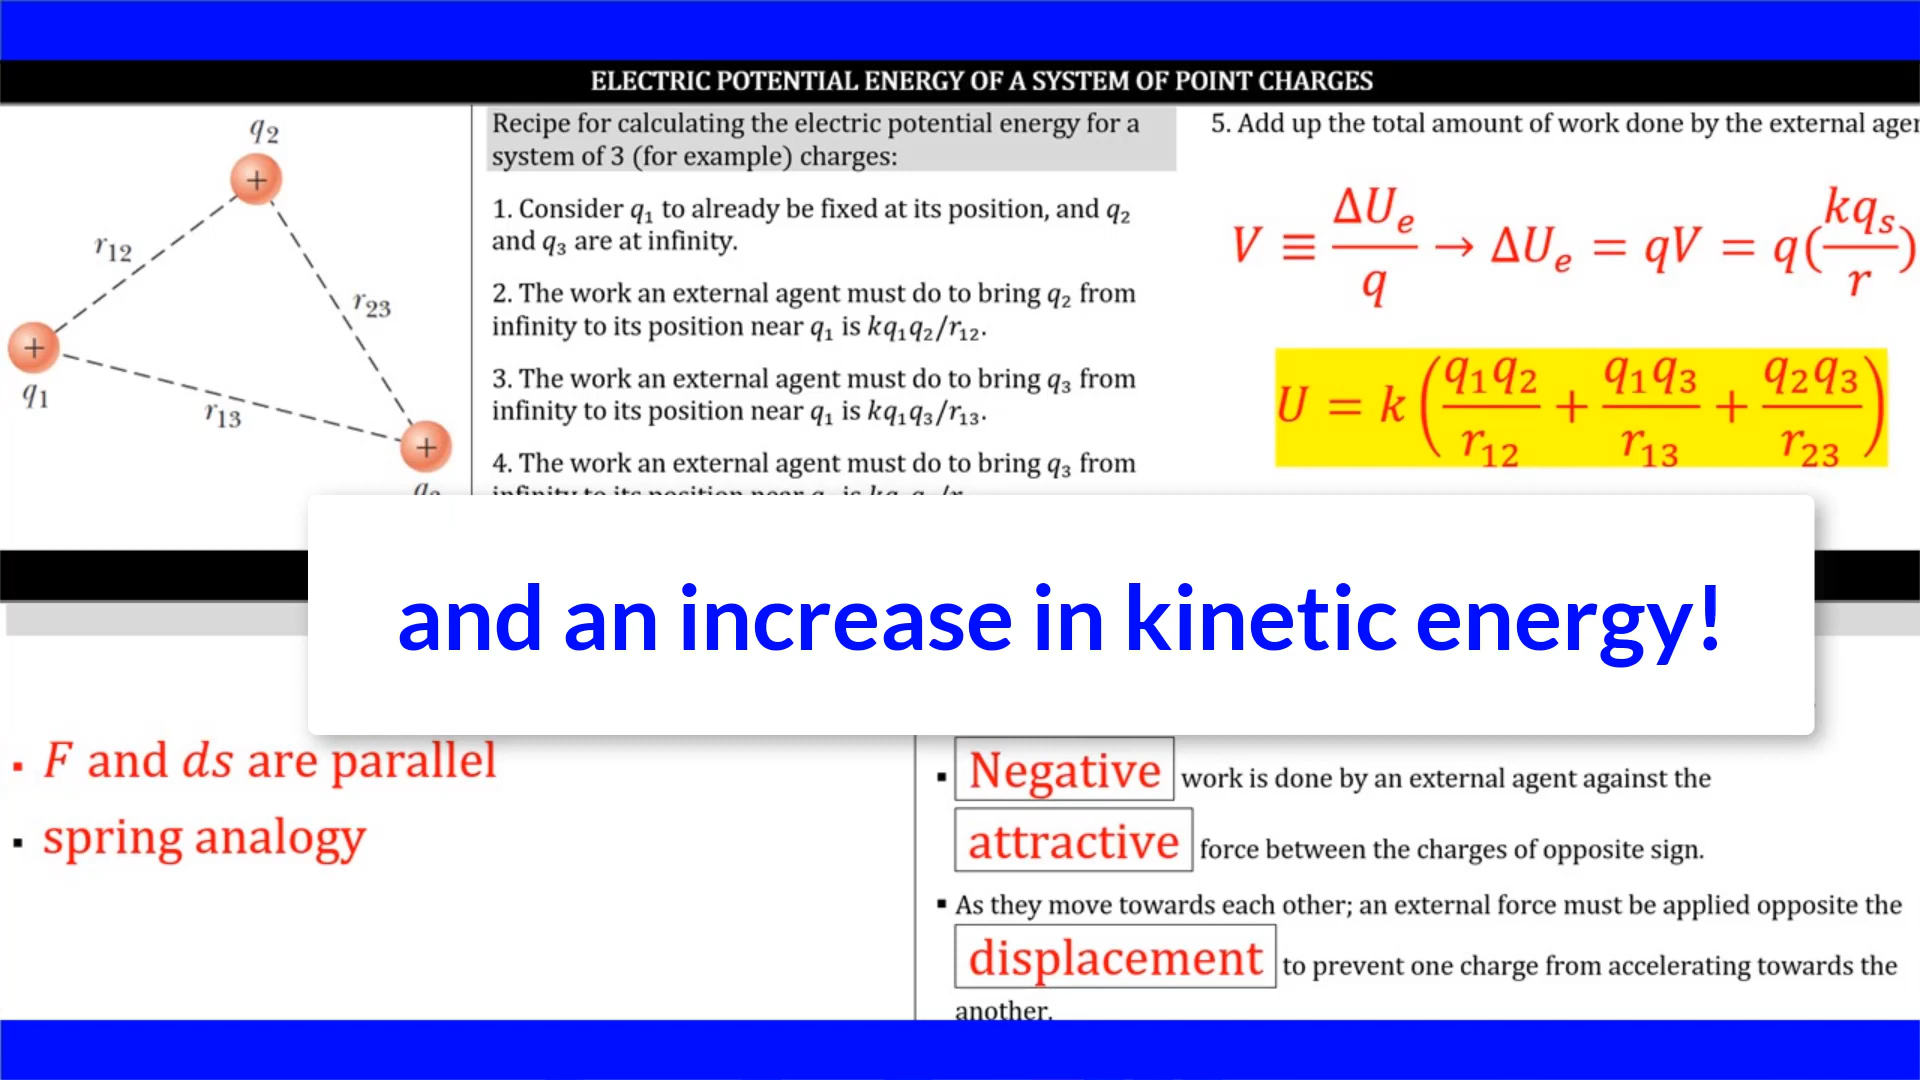 ELECTRIC POTENTIAL ENERGY OF A SYSTEM OF POINT CHARGES
q2
+
r12
r23
+
q1
r13
+
Recipe for calculating the electric potential energy for a
system of 3 (for example) charges:
1. Consider q₁ to already be fixed at its position, and q₂
and q₃ are at infinity.
2. The work an external agent must do to bring q₂ from
infinity to its position near q₁ is kq₁q₂/r₁₂.
3. The work an external agent must do to bring q₃ from
infinity to its position near q₁ is kq₁q₃/r₁₃.
4. The work an external agent must do to bring q₃ from
5. Add up the total amount of work done by the external
V ≡ ΔUₑ/q → ΔUₑ = qV = q(kqₛ/r)
U = k(q₁q₂/r₁₂ + q₁q₃/r₁₃ + q₂q₃/r₂₃)
and an increase in kinetic energy!
▪ F and ds are parallel
▪ spring analogy
▪ Negative work is done by an external agent against the
attractive force between the charges of opposite sign.
▪ As they move towards each other; an external force must be applied opposite the
displacement to prevent one charge from accelerating towards the
another.